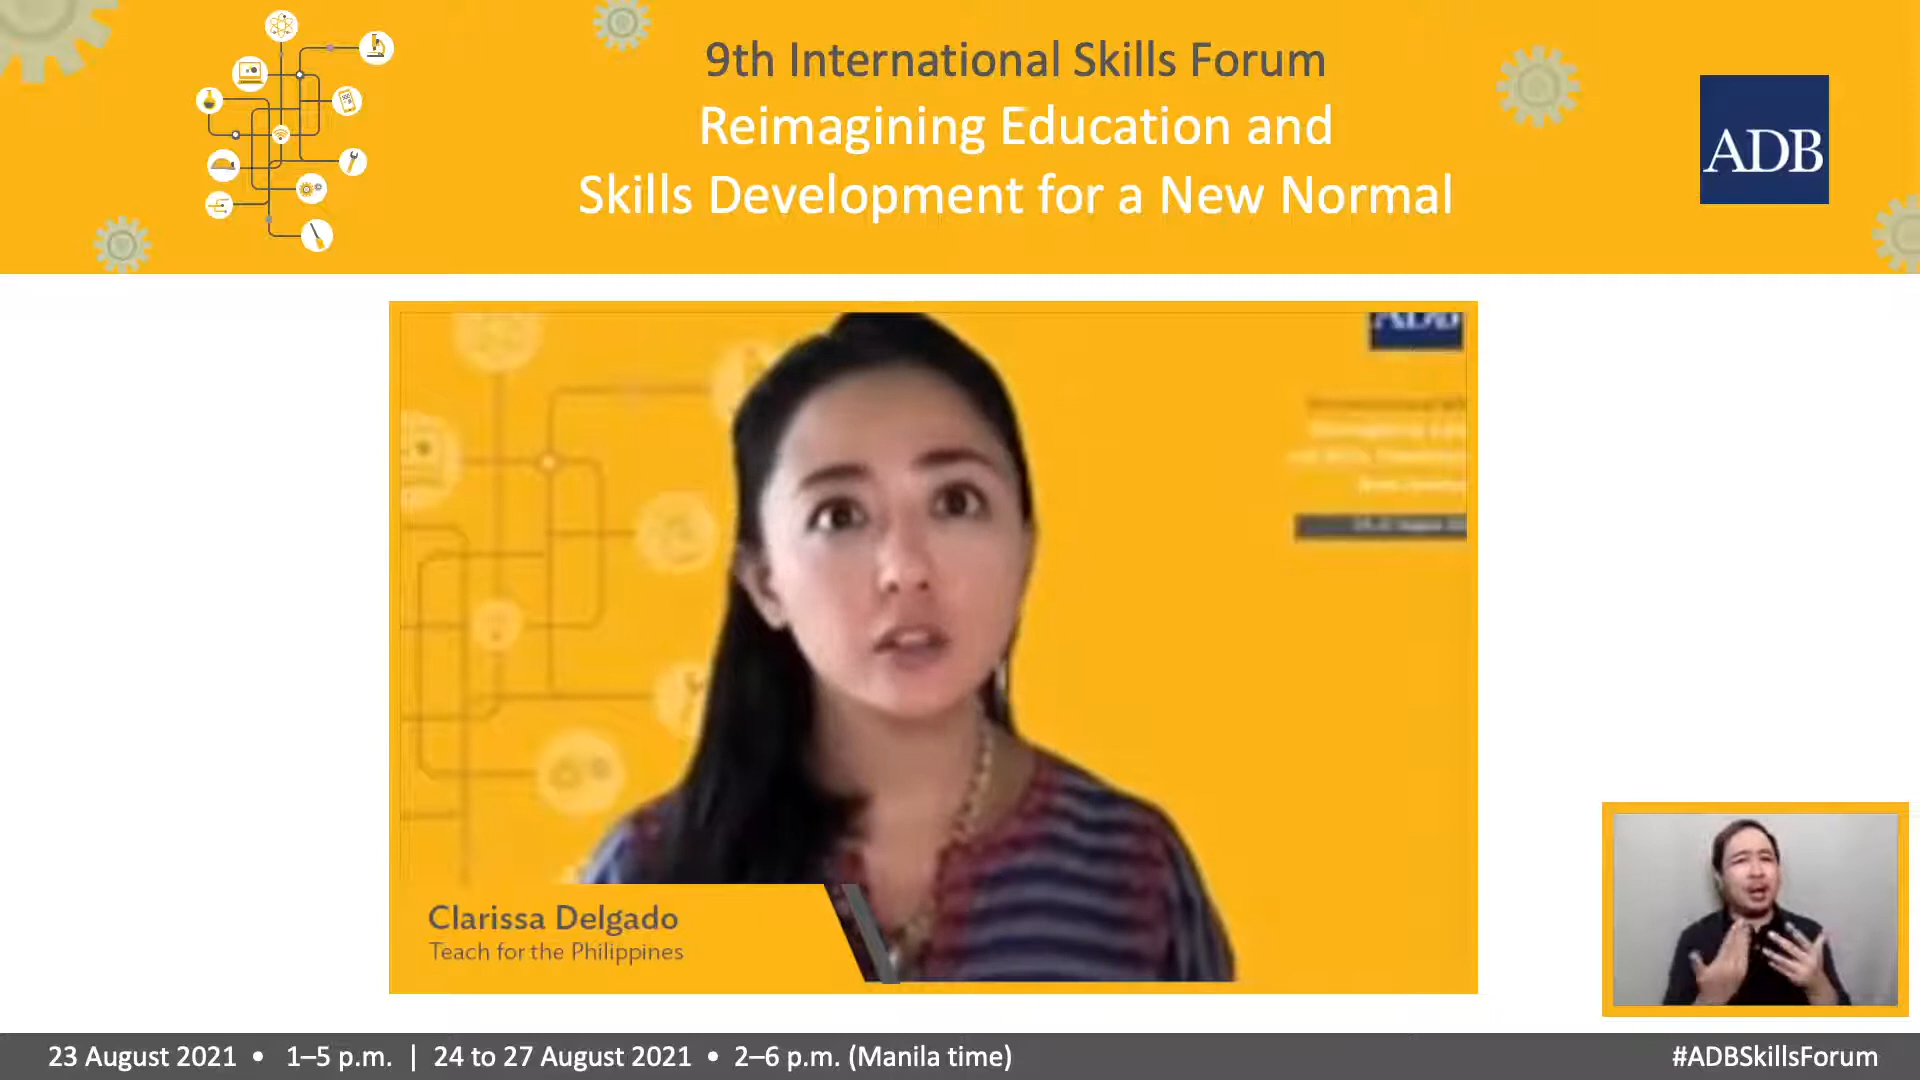 9th International Skills Forum
Reimagining Education and
Skills Development for a New Normal
ADB
ADB
Clarissa Delgado
Teach for the Philippines
23 August 2021 • 1–5 p.m. | 24 to 27 August 2021 • 2–6 p.m. (Manila time)
#ADBSkillsForum